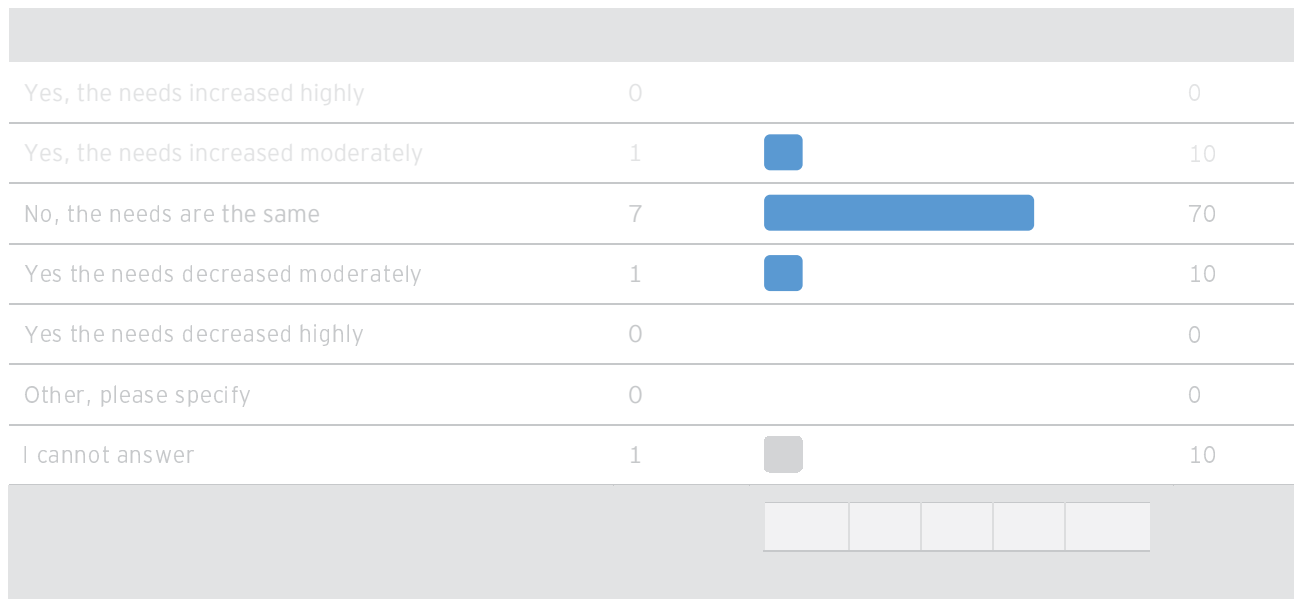 Yes, the needs increased highly 0 0
Yes, the needs increased moderately 1 10
No, the needs are the same 7 70
Yes the needs decreased moderately 1 10
Yes the needs decreased highly 0 0
Other, please specify 0 0
I cannot answer 1 10